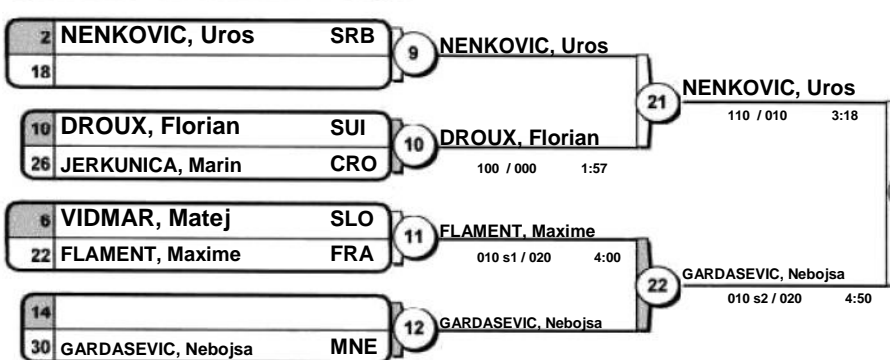 2 NENKOVIC, Uros SRB
18
9
NENKOVIC, Uros
10 DROUX, Florian SUI
26 JERKUNICA, Marin CRO
10
DROUX, Florian
100 / 000 1:57
21
NENKOVIC, Uros
110 / 010 3:18
6 VIDMAR, Matej SLO
22 FLAMENT, Maxime FRA
11
FLAMENT, Maxime
010 s1 / 020 4:00
14
30 GARDASEVIC, Nebojsa MNE
12
GARDASEVIC, Nebojsa
22
GARDASEVIC, Nebojsa
010 s2 / 020 4:50